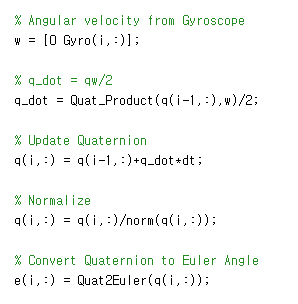 % Angular velocity from Gyroscope
w = [0 Gyro(i,:)];
% q_dot = qw/2
q_dot = Quat_Product(q(i-1,:),w)/2;
% Update Quaternion
q(i,:) = q(i-1,:)+q_dot*dt;
% Normalize
q(i,:) = q(i,:)/norm(q(i,:));
% Convert Quaternion to Euler Angle
e(i,:) = Quat2Euler(q(i,:));